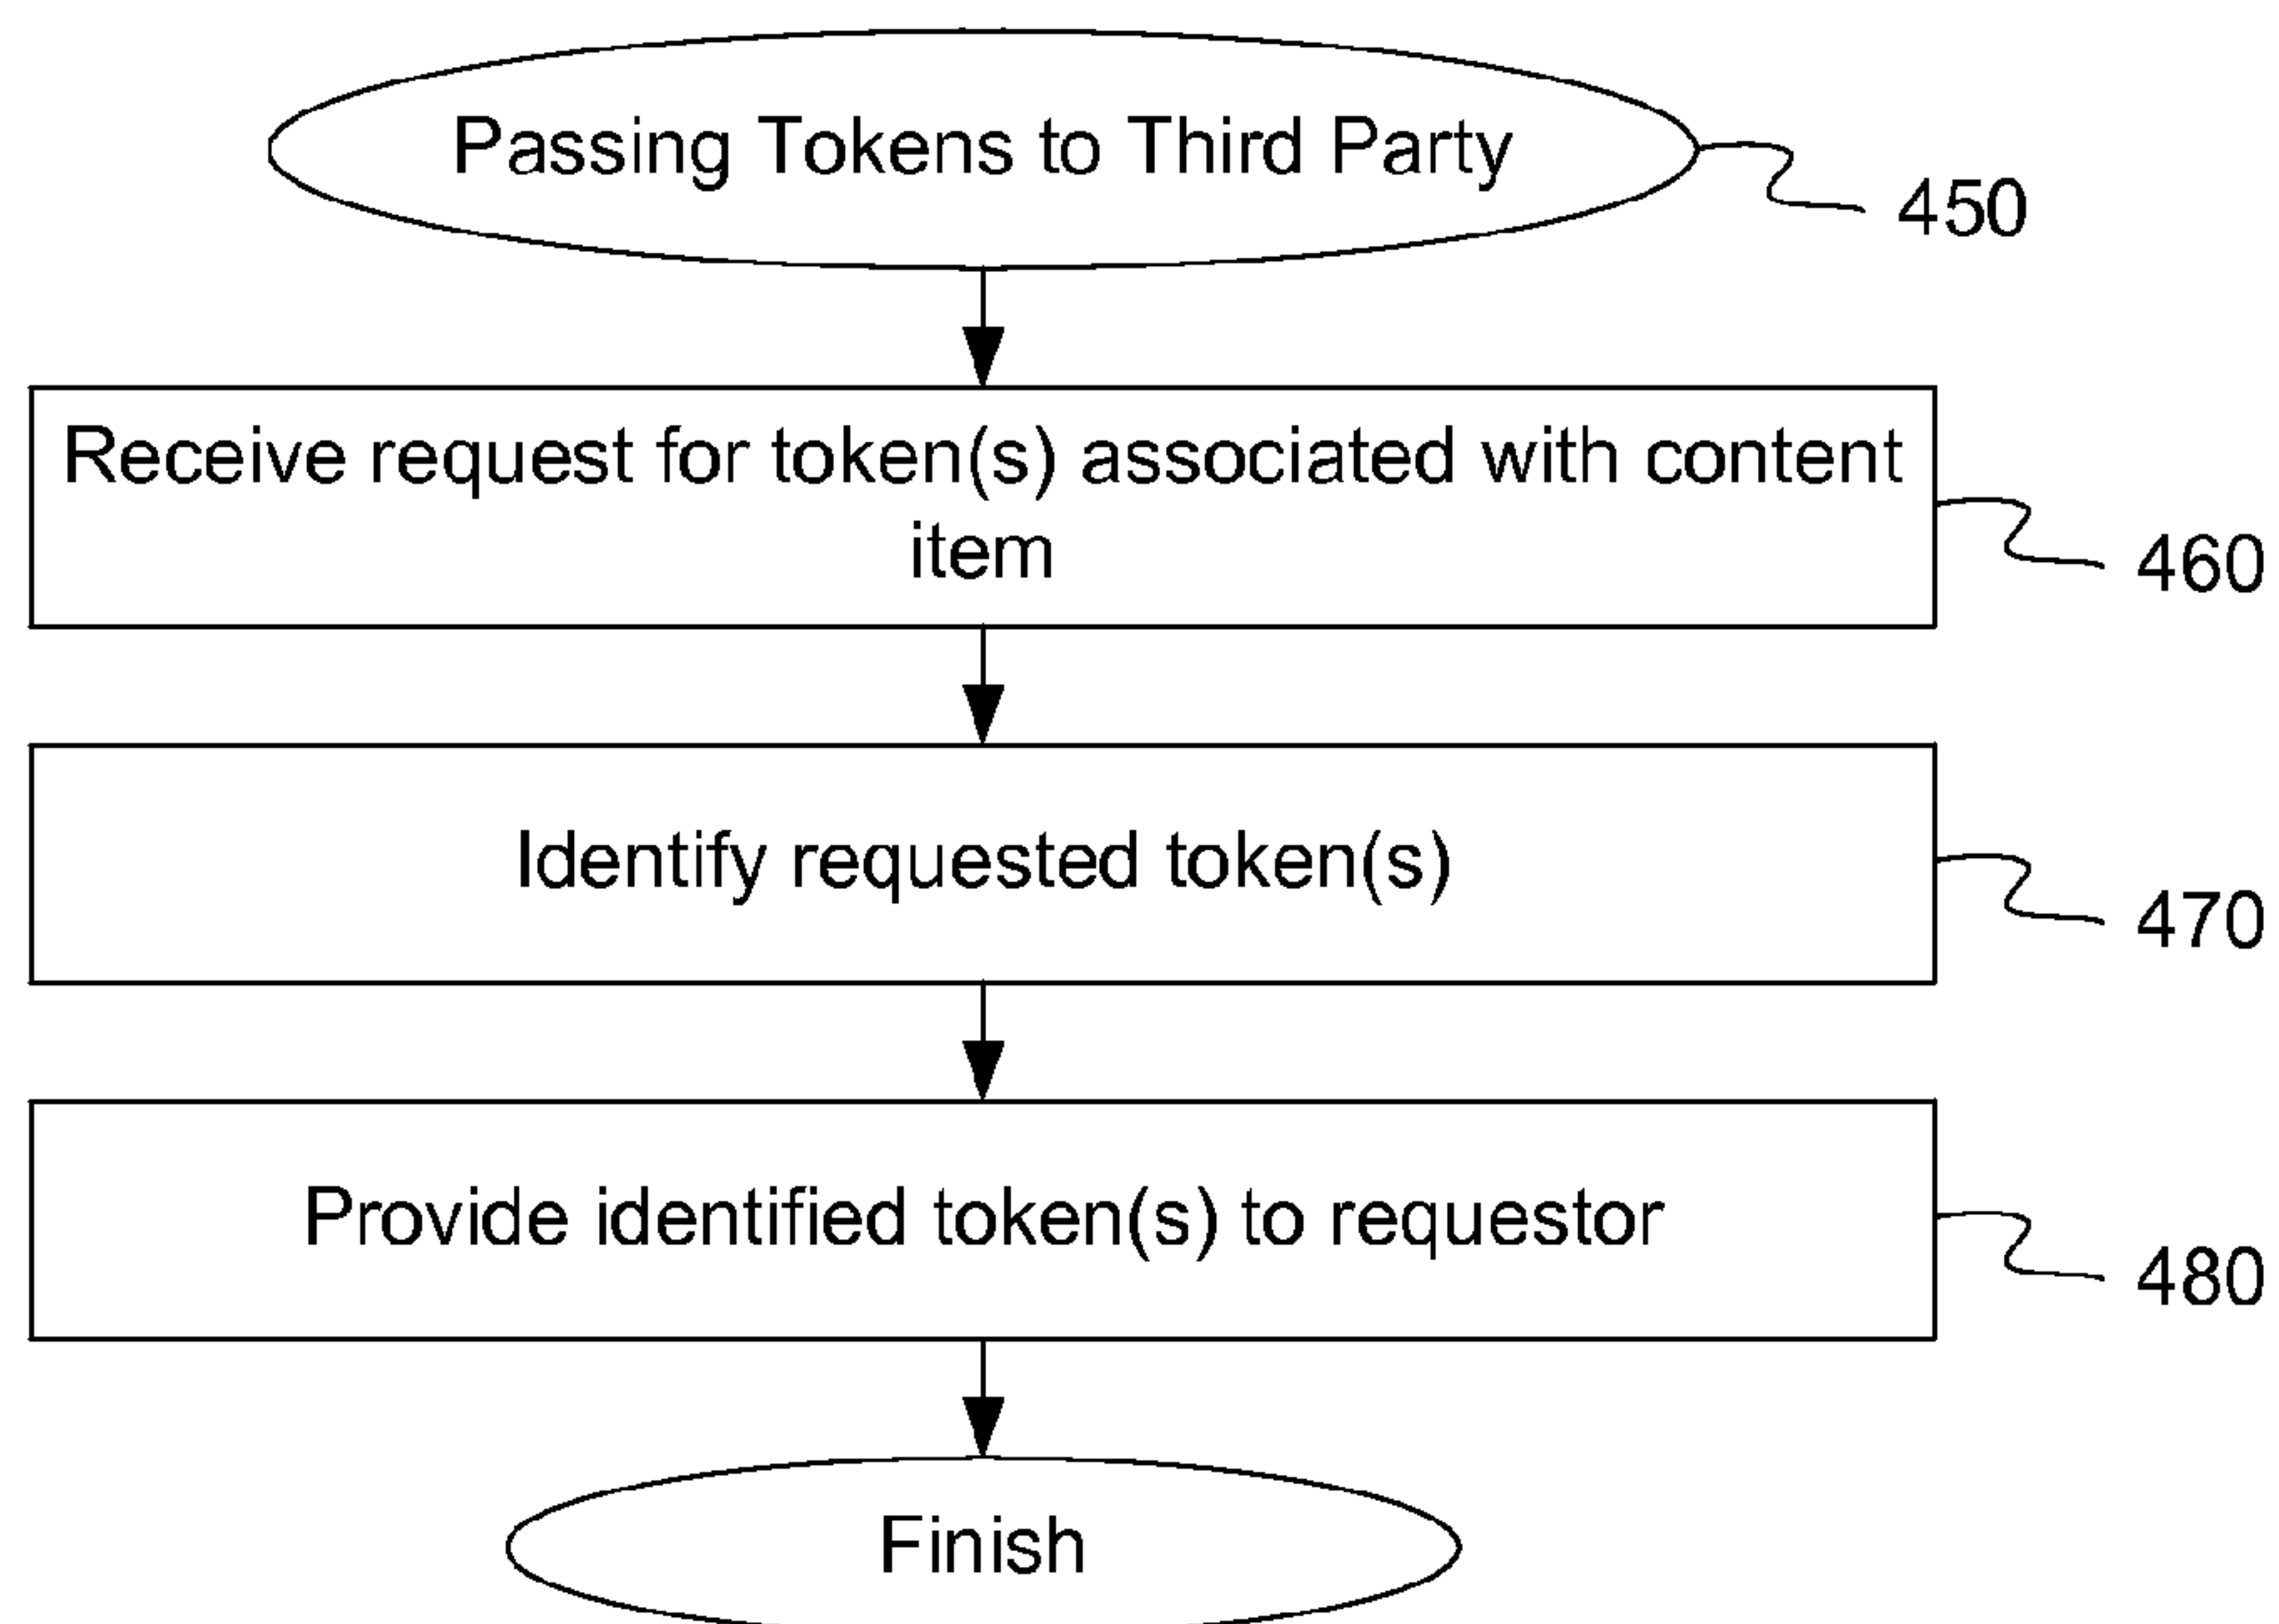 Passing Tokens to Third Party
450
Receive request for token(s) associated with content
item
460
Identify requested token(s)
470
Provide identified token(s) to requestor
480
Finish